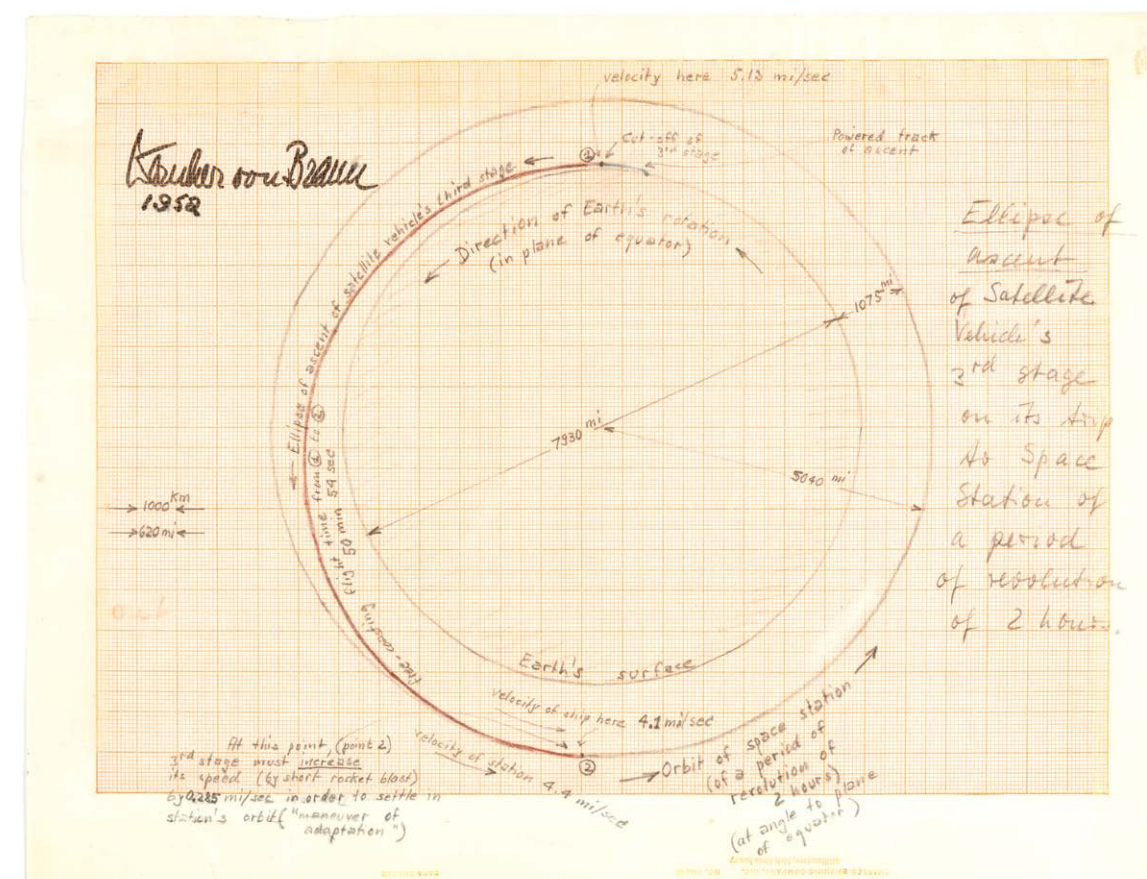 velocity here 5.13 mi/sec
Wernher von Braun
1952
①
Cut-off of
3rd stage
Powered track
of ascent
Ellipse of ascent of satellite vehicle's third stage
Direction of Earth's rotation
(in plane of equator)
1075 mi
7930 mi
5040 mi
1000 Km
620 mi
free-coasting flight time from ① to ②
50 min 54 sec
Ellipse of
ascent
of Satellite
Vehicle's
3rd stage
on its trip
to Space
Station of
a period
of revolution
of 2 hours.
Earth's surface
velocity of ship here 4.1 mi/sec
velocity of station 4.4 mi/sec
②
At this point, (point 2)
3rd stage must increase
its speed (by short rocket blast)
by 0.285 mi/sec in order to settle in
station's orbit ("maneuver of
adaptation")
Orbit of space station
(of a period of
revolution of
2 hours)
(at angle to plane
of equator)